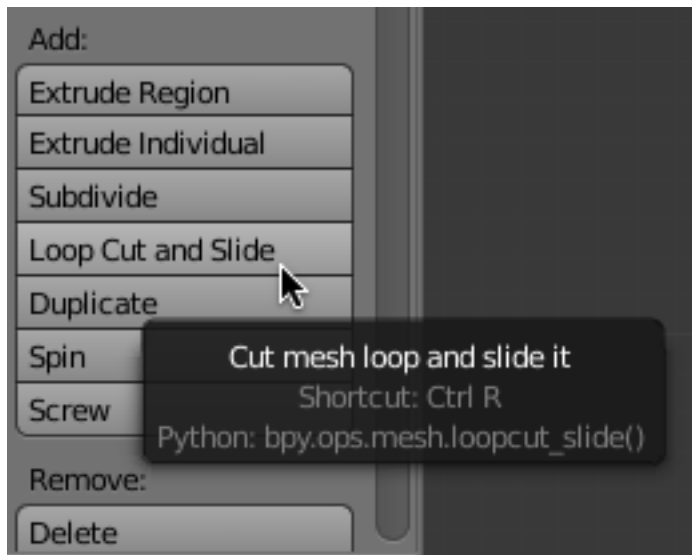 Add:
Extrude Region
Extrude Individual
Subdivide
Loop Cut and Slide
Duplicate
Spin
Screw
Cut mesh loop and slide it
Shortcut: Ctrl R
Python: bpy.ops.mesh.loopcut_slide()
Remove:
Delete